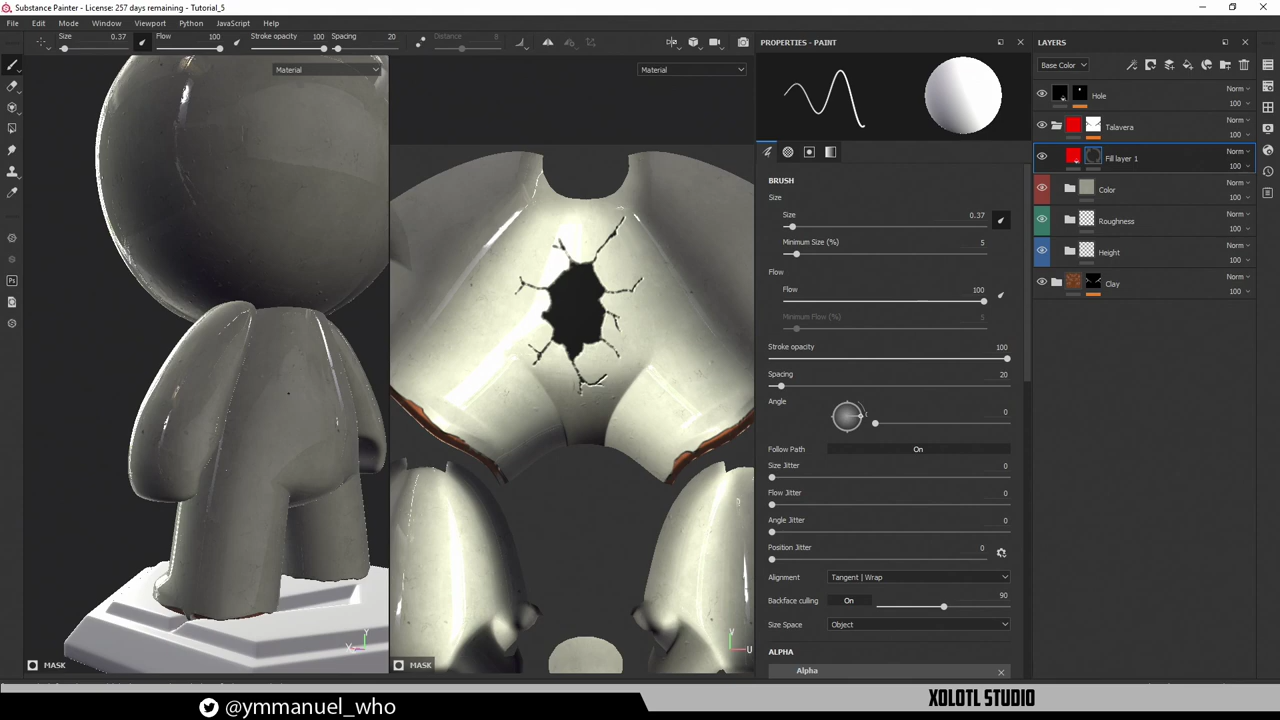 Substance Painter - License: 257 days remaining - Tutorial_5
File Edit Mode Window Viewport Python JavaScript Help
Size 0.37 Flow 100 Stroke opacity 100 Spacing 20 Distance 8
Material
Material
PROPERTIES - PAINT
BRUSH
Size
Size 0.37
Minimum Size (%) 5
Flow
Flow 100
Minimum Flow (%) 5
Stroke opacity 100
Spacing 20
Angle 0
Follow Path On
Size Jitter 0
Flow Jitter 0
Angle Jitter 0
Position Jitter 0
Alignment Tangent | Wrap
Backface culling On 90
Size Space Object
ALPHA
Alpha
LAYERS
Base Color
Hole Norm 100
Talavera Norm 100
Fill layer 1 Norm 100
Color Norm 100
Roughness Norm 100
Height Norm 100
Clay Norm 100
Ps
Y
X
MASK
V
U
MASK
@ymmanuel_who
XOLOTL STUDIO